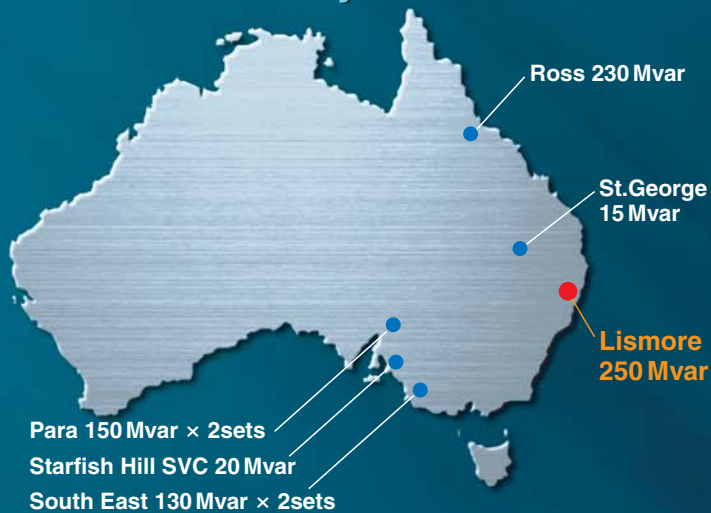 Ross 230 Mvar
St.George
15 Mvar
Lismore
250 Mvar
Para 150 Mvar × 2sets
Starfish Hill SVC 20 Mvar
South East 130 Mvar × 2sets